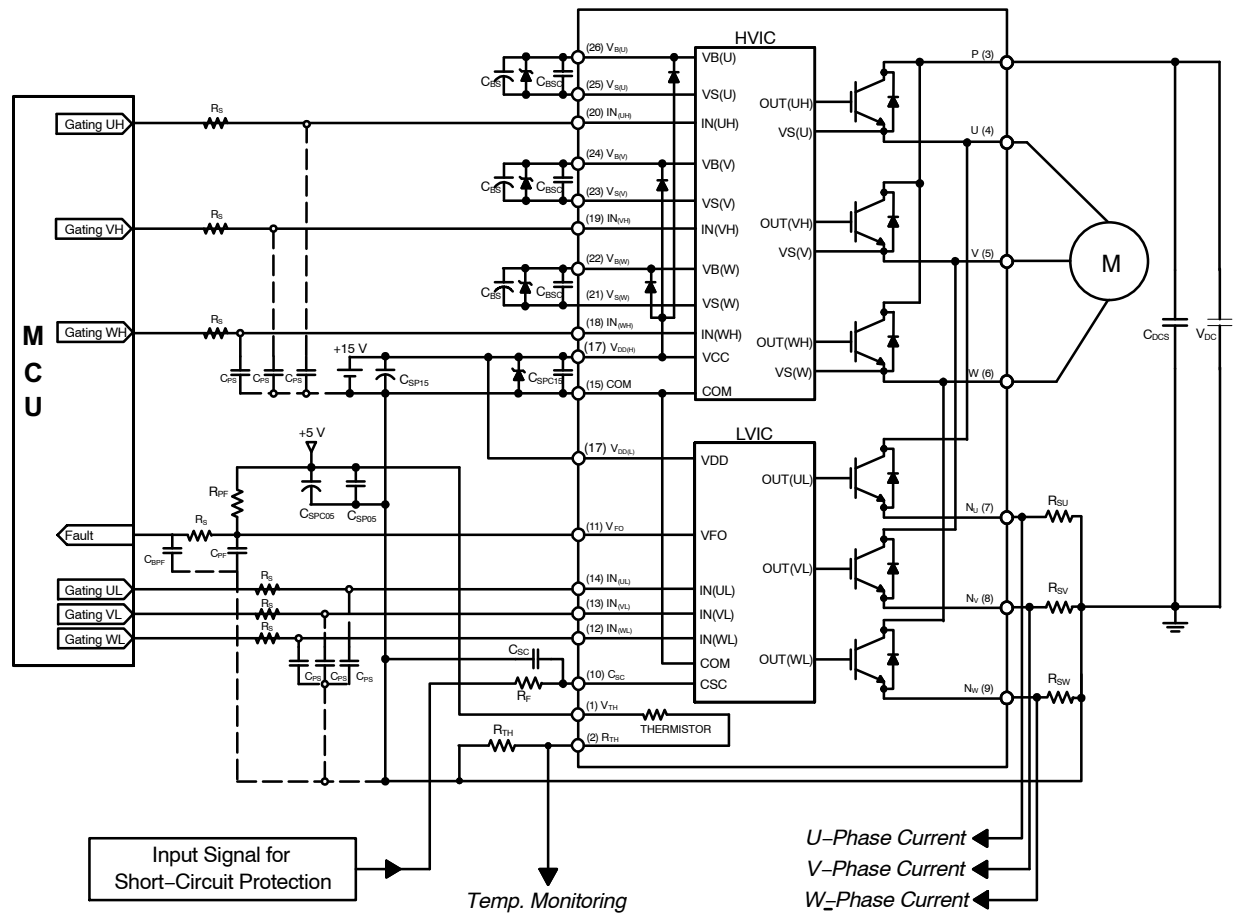 HVIC
(26) VB(U)
VB(U)
P (3)
CBS
CBSC
(25) VS(U)
VS(U)
OUT(UH)
RS
(20) IN(UH)
IN(UH)
VS(U)
U (4)
Gating UH
(24) VB(V)
VB(V)
CBS
CBSC
(23) VS(V)
VS(V)
OUT(VH)
RS
(19) IN(VH)
IN(VH)
VS(V)
V (5)
Gating VH
M
(22) VB(W)
VB(W)
CBS
CBSC
(21) VS(W)
VS(W)
RS
(18) IN(WH)
IN(WH)
OUT(WH)
Gating WH
CDCS
VDC
MCU
+15 V
(17) VDD(H)
VCC
VS(W)
W (6)
CPS
CPS
CPS
CSP15
CSPC15
(15) COM
COM
+5 V
LVIC
(17) VDD(L)
VDD
OUT(UL)
RPF
CSPC05
CSP05
NU (7)
RSU
RS
Fault
(11) VFO
VFO
CBPF
CPF
OUT(VL)
RS
Gating UL
(14) IN(UL)
IN(UL)
NV (8)
RSV
RS
Gating VL
(13) IN(VL)
IN(VL)
RS
Gating WL
(12) IN(WL)
IN(WL)
CSC
COM
OUT(WL)
CPS
CPS
CPS
(10) CSC
CSC
RF
NW (9)
RSW
(1) VTH
THERMISTOR
RTH
(2) RTH
Input Signal for
Short–Circuit Protection
Temp. Monitoring
U–Phase Current
V–Phase Current
W–Phase Current